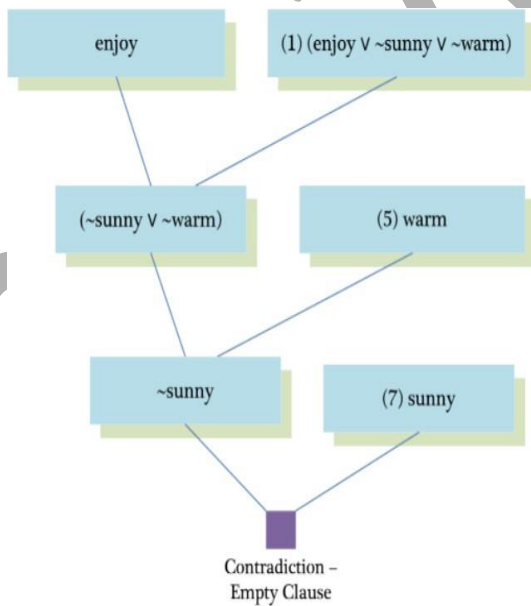 enjoy
(1) (enjoy V ~sunny V ~warm)
(~sunny V ~warm)
(5) warm
~sunny
(7) sunny
Contradiction –
Empty Clause